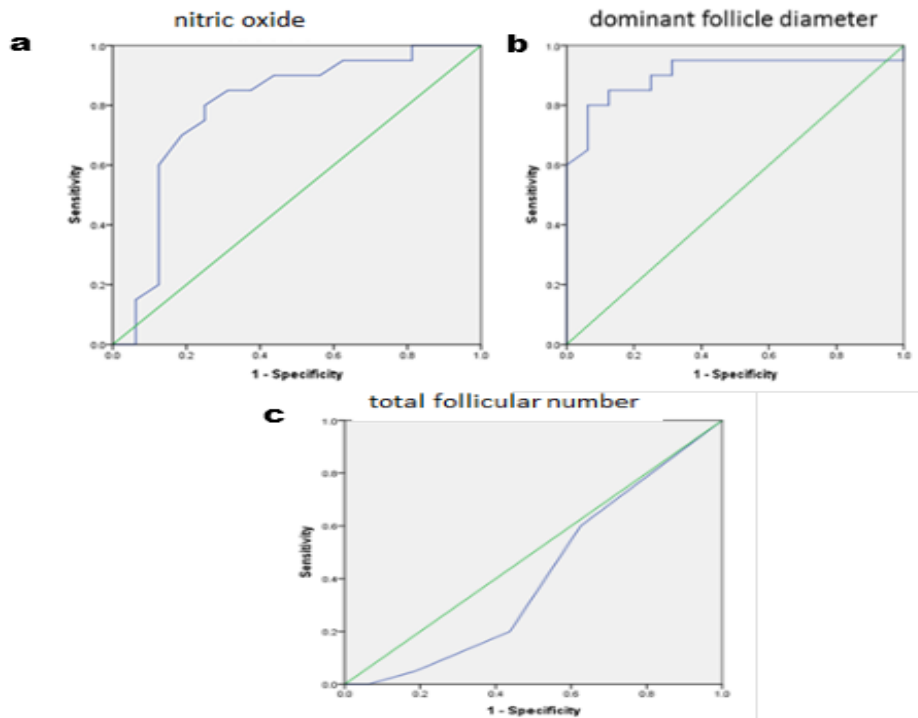 nitric oxide
dominant follicle diameter
a
b
1.0
0.8
0.6
0.4
0.2
0.0
Sensitivity
0.0 0.2 0.4 0.6 0.8 1.0
1 - Specificity
1.0
0.8
0.6
0.4
0.2
0.0
Sensitivity
0.0 0.2 0.4 0.6 0.8 1.0
1 - Specificity
c
total follicular number
1.0
0.8
0.6
0.4
0.2
0.0
Sensitivity
0.0 0.2 0.4 0.6 0.8 1.0
1 - Specificity